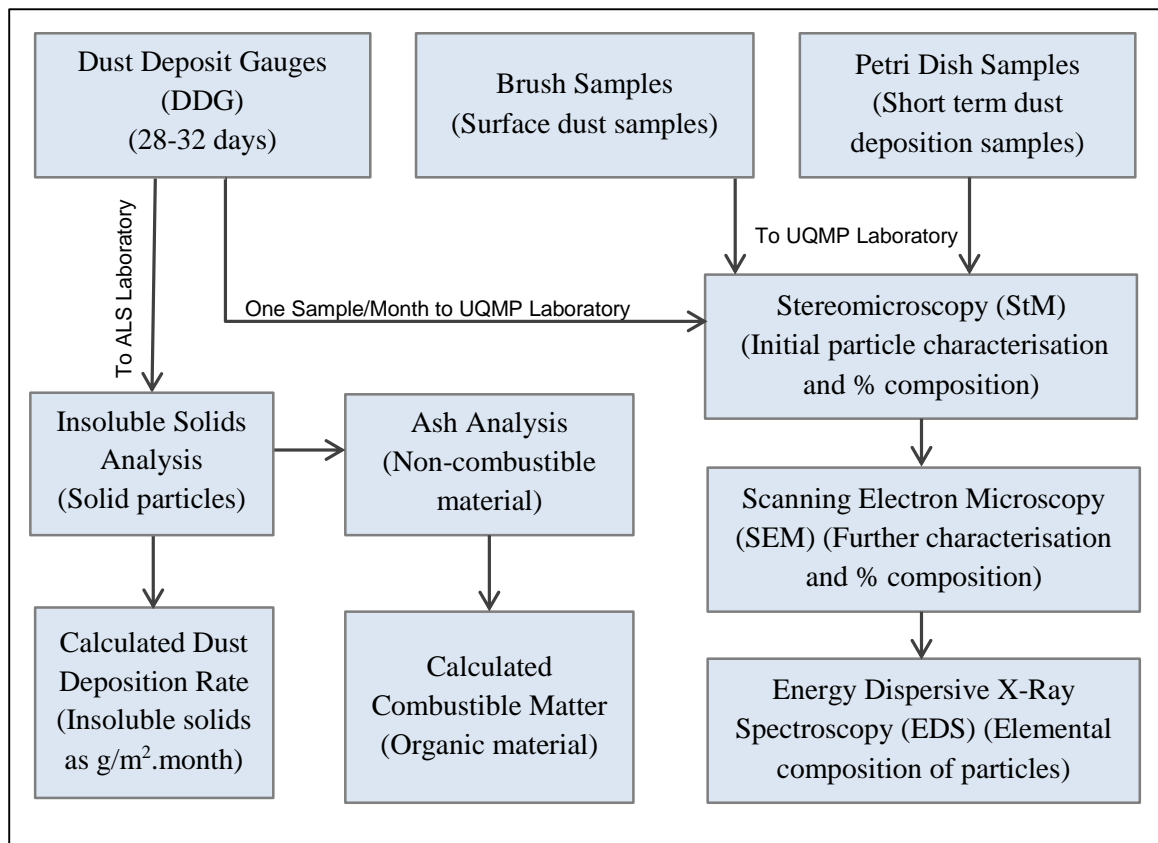 Dust Deposit Gauges
(DDG)
(28-32 days)
Brush Samples
(Surface dust samples)
Petri Dish Samples
(Short term dust
deposition samples)
To ALS Laboratory
To UQMP Laboratory
One Sample/Month to UQMP Laboratory
Stereomicroscopy (StM)
(Initial particle characterisation
and % composition)
Insoluble Solids
Analysis
(Solid particles)
Ash Analysis
(Non-combustible
material)
Scanning Electron Microscopy
(SEM) (Further characterisation
and % composition)
Calculated Dust
Deposition Rate
(Insoluble solids
as g/m².month)
Calculated
Combustible Matter
(Organic material)
Energy Dispersive X-Ray
Spectroscopy (EDS) (Elemental
composition of particles)